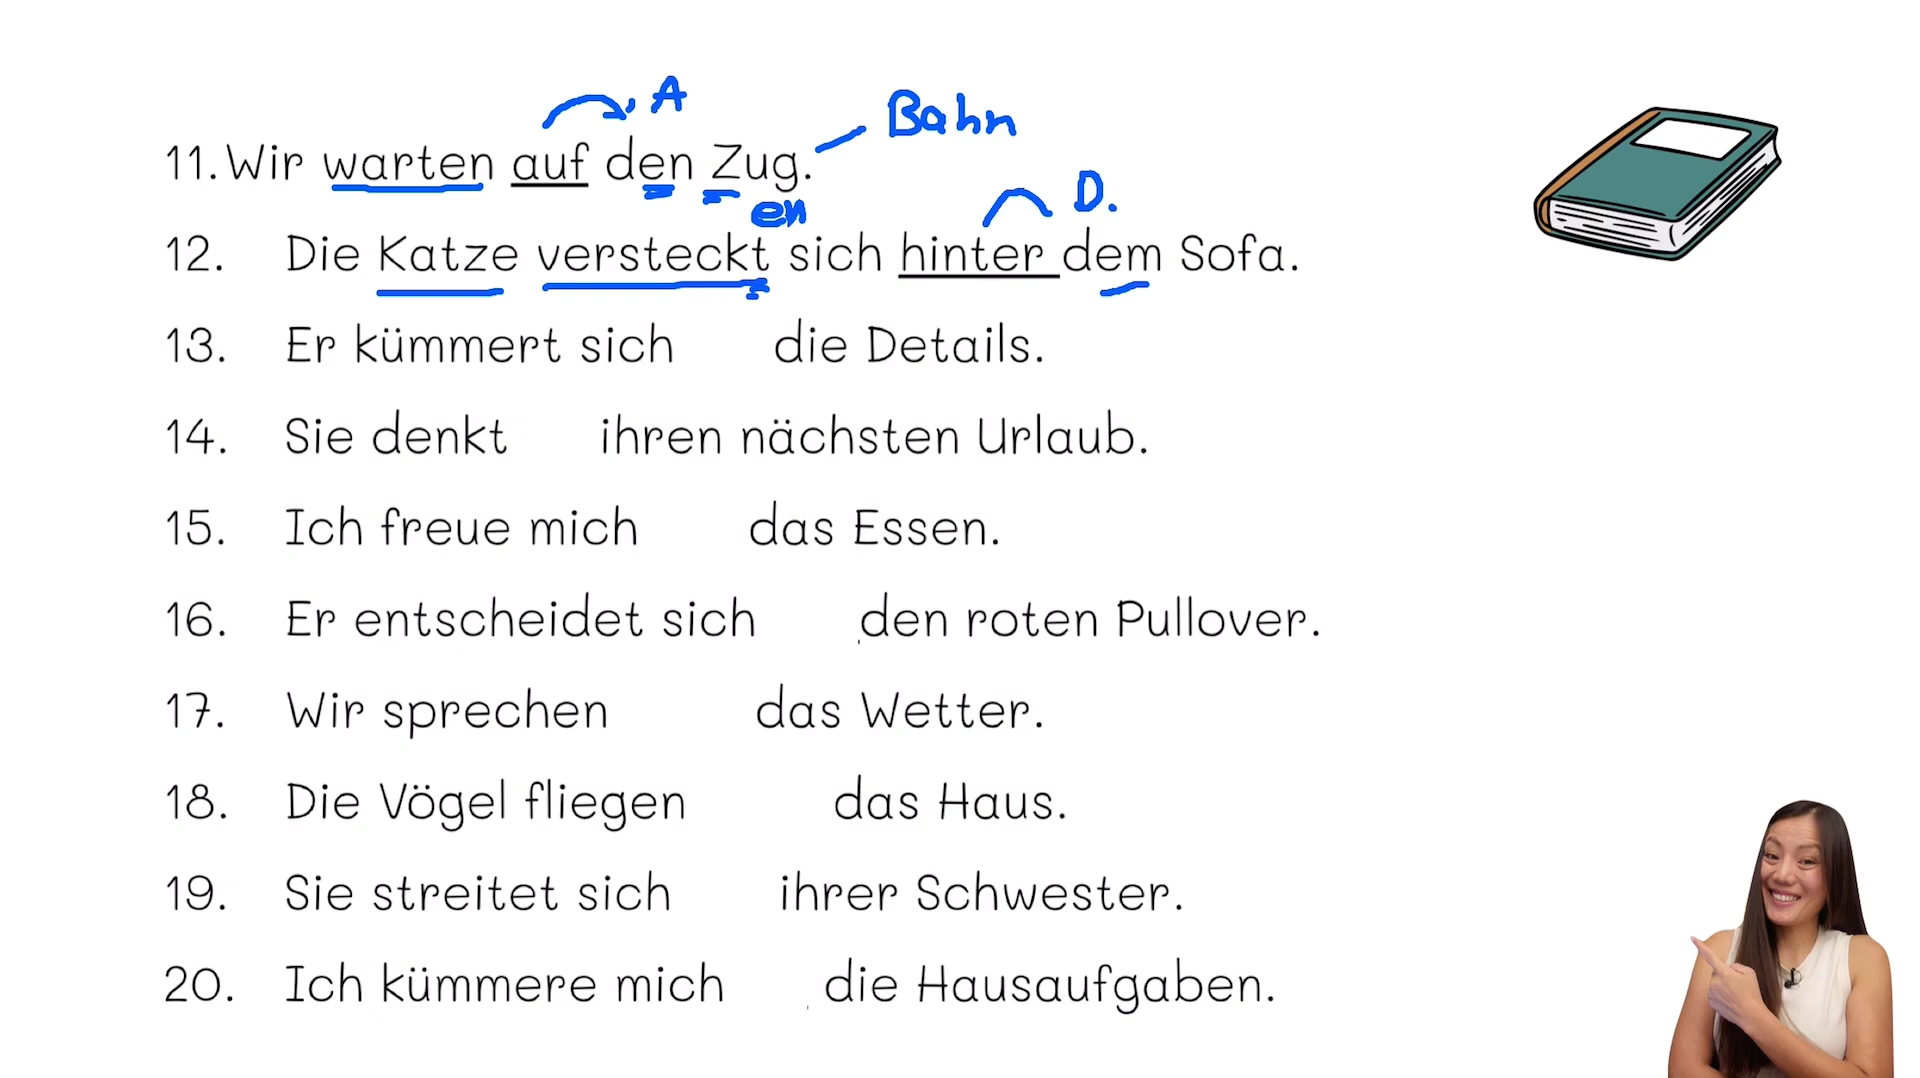 A
Bahn
11. Wir warten auf den Zug.
en
D.
12. Die Katze versteckt sich hinter dem Sofa.
13. Er kümmert sich die Details.
14. Sie denkt ihren nächsten Urlaub.
15. Ich freue mich das Essen.
16. Er entscheidet sich den roten Pullover.
17. Wir sprechen das Wetter.
18. Die Vögel fliegen das Haus.
19. Sie streitet sich ihrer Schwester.
20. Ich kümmere mich die Hausaufgaben.